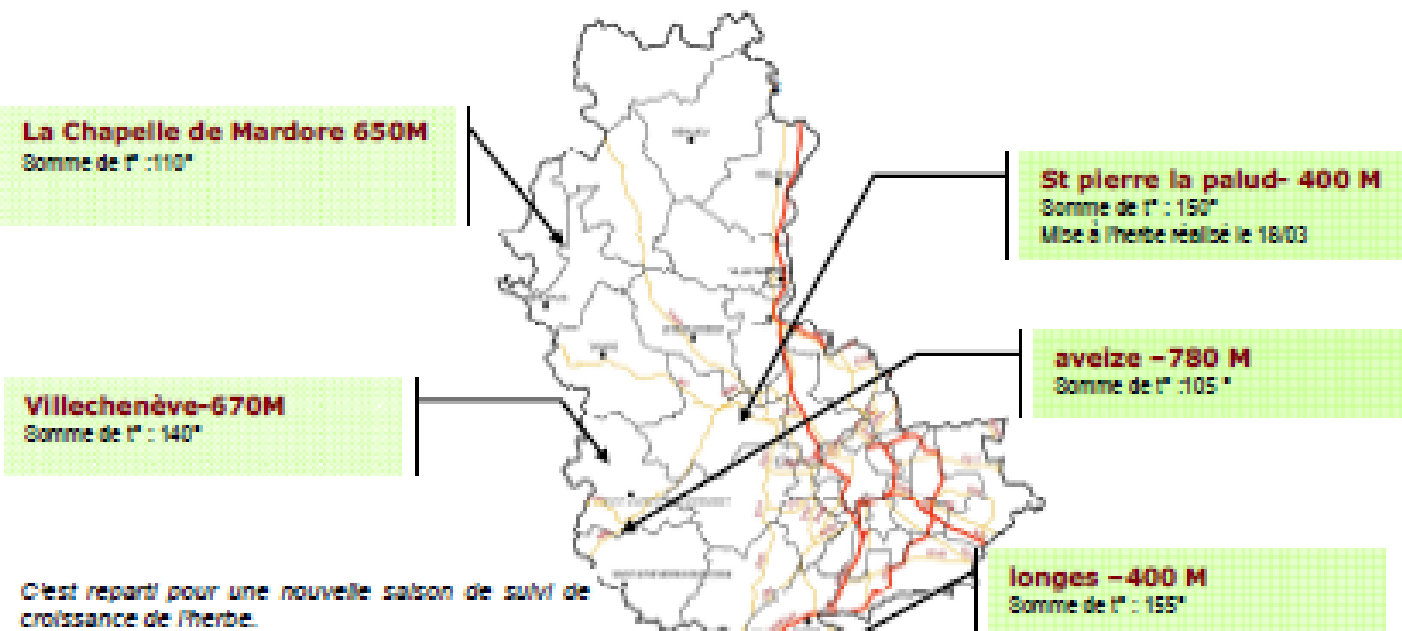 La Chapelle de Mardore 650M
Somme de t° :110°
St pierre la palud- 400 M
Somme de t° : 150°
Mise à l'herbe réalisé le 18/03
aveize –780 M
Somme de t° :105 °
Villechenève-670M
Somme de t° : 140°
longes –400 M
Somme de t° : 155°
C'est reparti pour une nouvelle saison de suivi de
croissance de l'herbe.